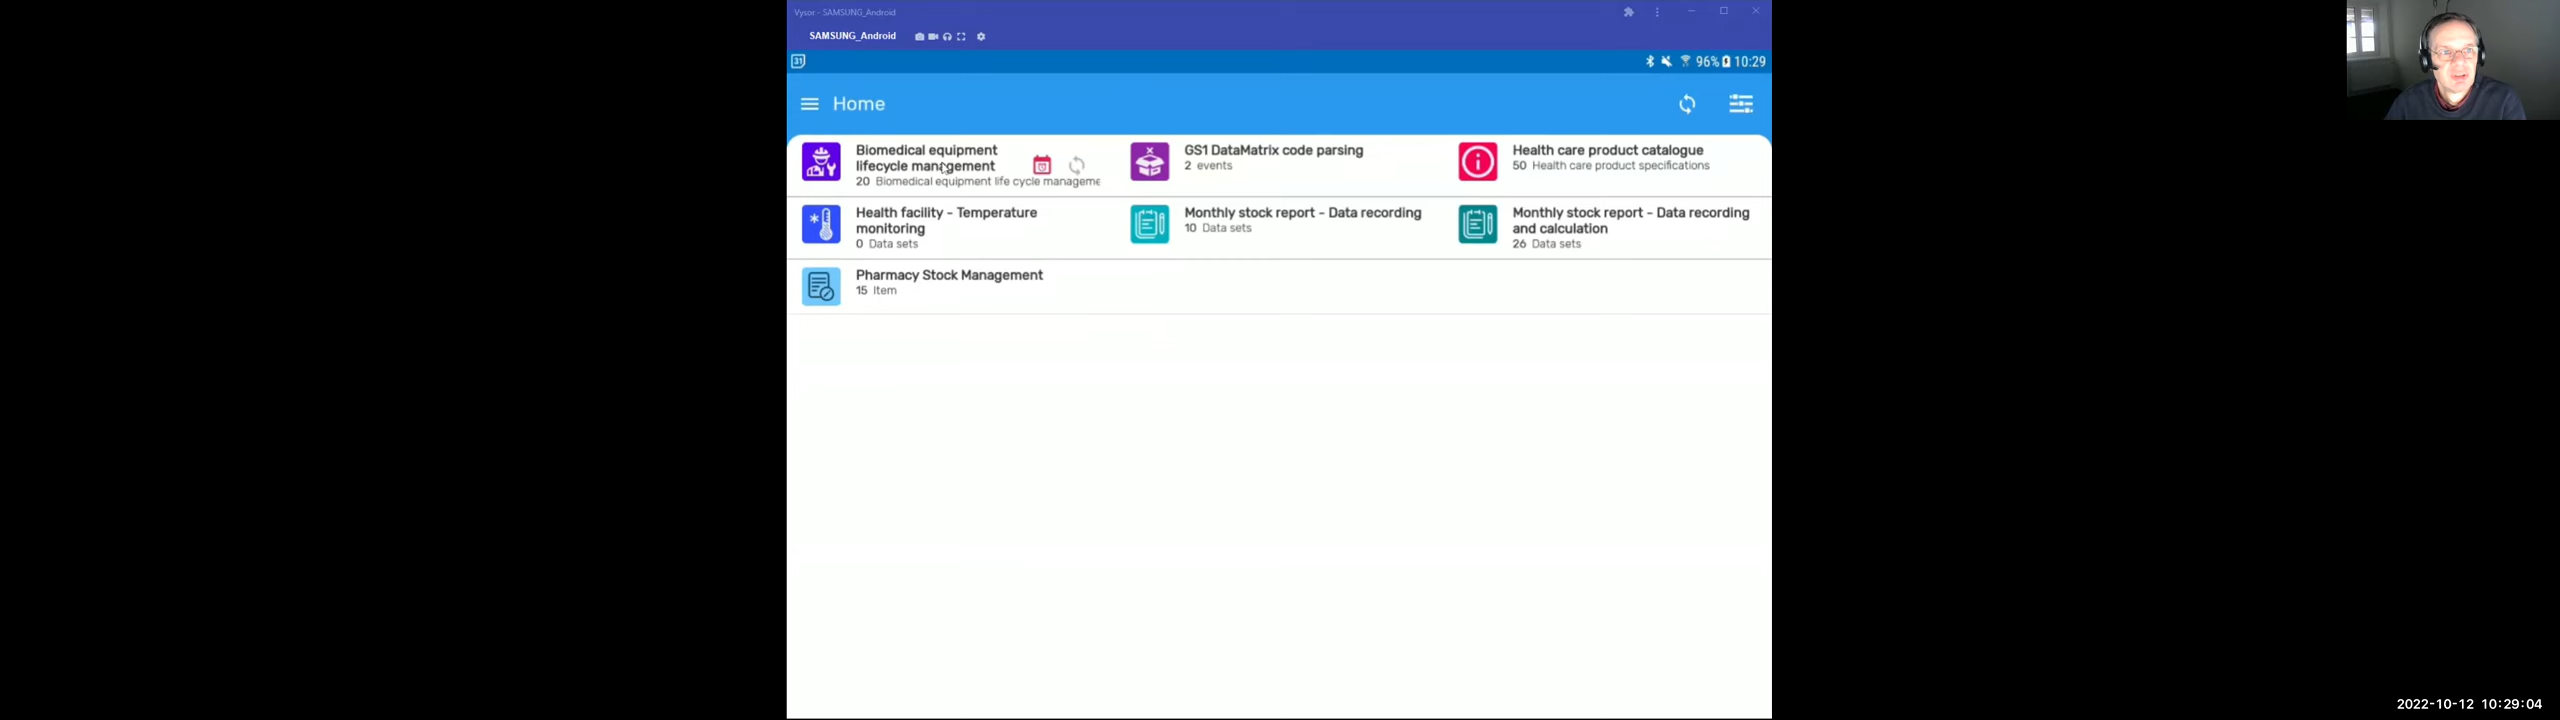 Vysor - SAMSUNG_Android
SAMSUNG_Android
31
96% 10:29
Home
Biomedical equipment
lifecycle management
20 Biomedical equipment life cycle manageme
GS1 DataMatrix code parsing
2 events
Health care product catalogue
50 Health care product specifications
Health facility - Temperature
monitoring
0 Data sets
Monthly stock report - Data recording
10 Data sets
Monthly stock report - Data recording
and calculation
26 Data sets
Pharmacy Stock Management
15 Item
2022-10-12 10:29:04